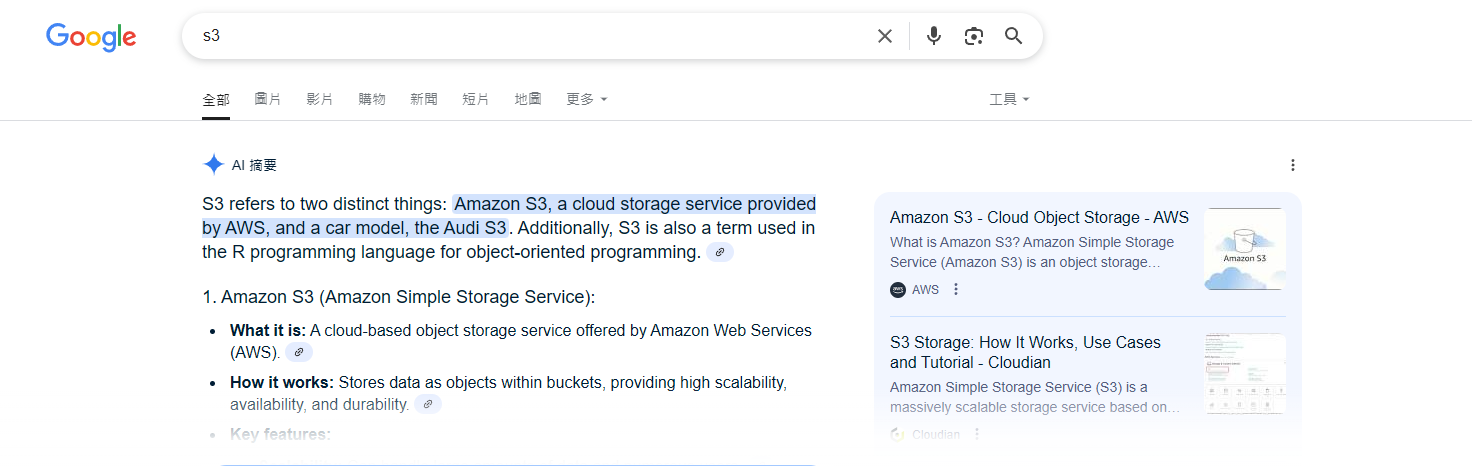 Google
s3
全部 圖片 影片 購物 新聞 短片 地圖 更多 工具
AI 摘要
S3 refers to two distinct things: Amazon S3, a cloud storage service provided
by AWS, and a car model, the Audi S3. Additionally, S3 is also a term used in
the R programming language for object-oriented programming.
1. Amazon S3 (Amazon Simple Storage Service):
• What it is: A cloud-based object storage service offered by Amazon Web Services
(AWS).
• How it works: Stores data as objects within buckets, providing high scalability,
availability, and durability.
• Key features:
Amazon S3 - Cloud Object Storage - AWS
What is Amazon S3? Amazon Simple Storage
Service (Amazon S3) is an object storage…
Amazon S3
aws AWS
S3 Storage: How It Works, Use Cases
and Tutorial - Cloudian
Amazon Simple Storage Service (S3) is a
massively scalable storage service based on…
Cloudian